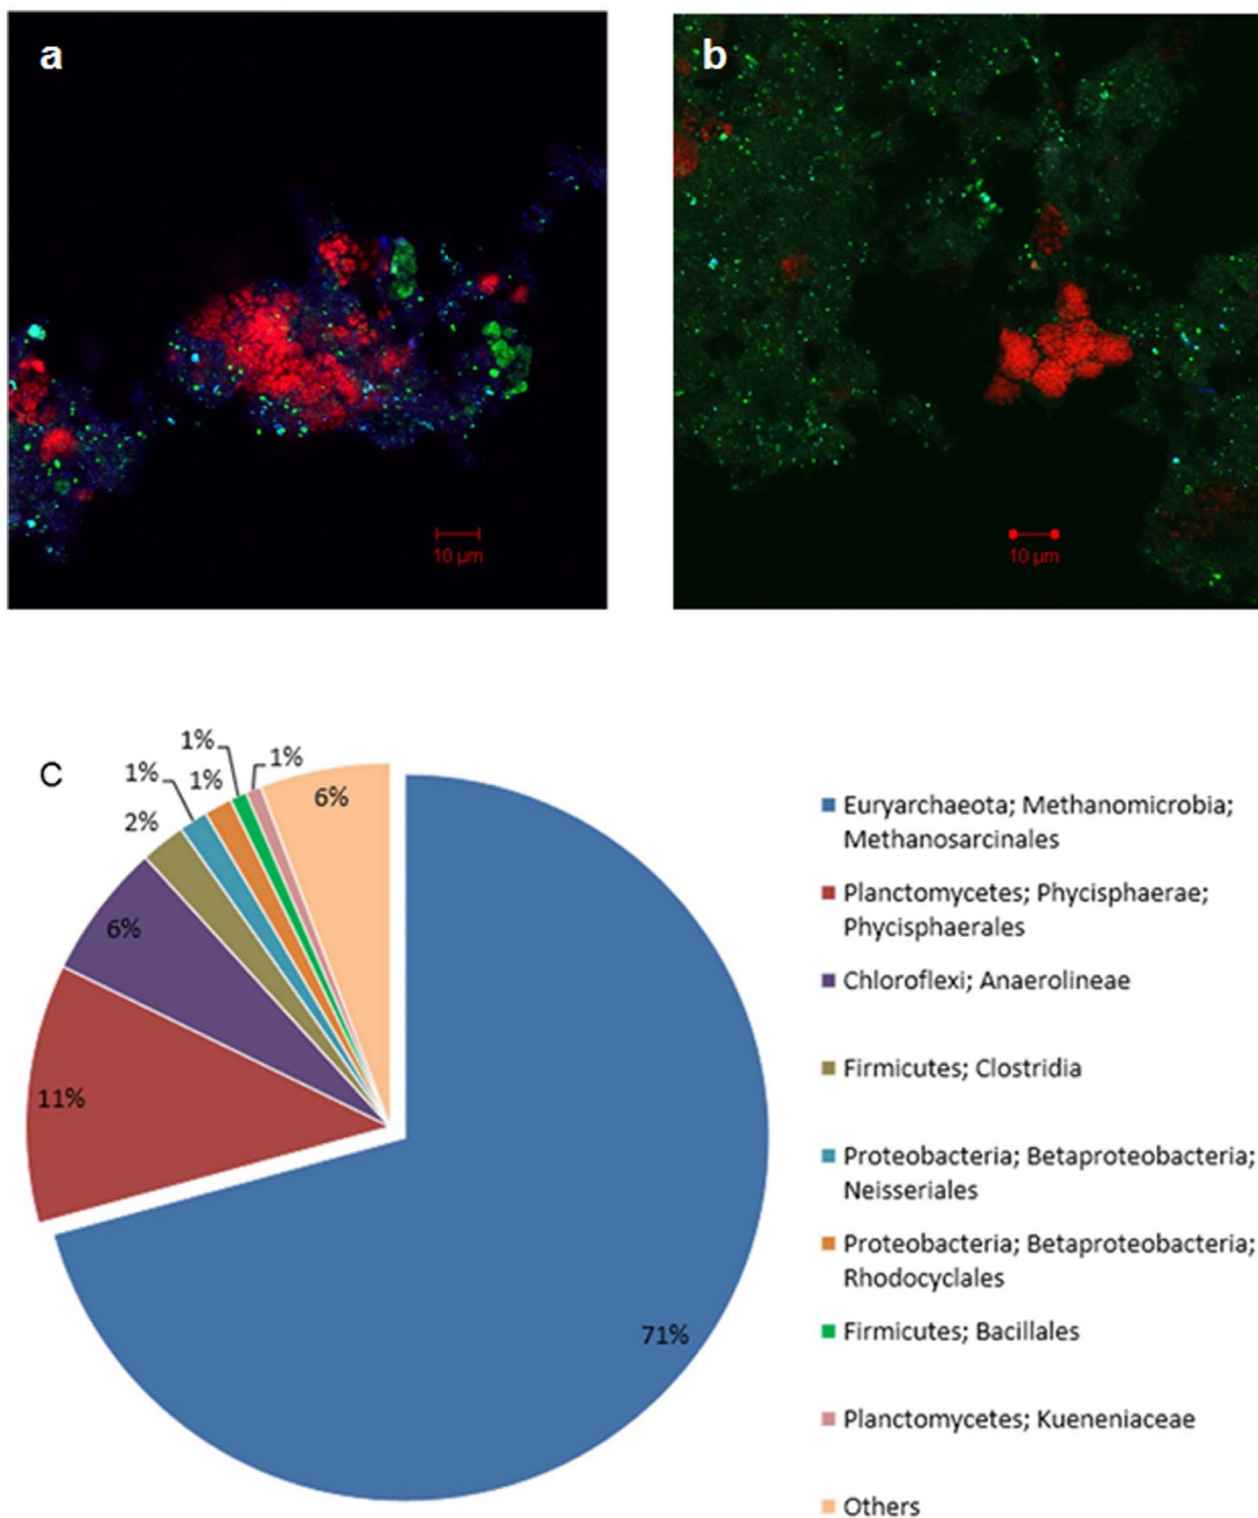 a
b
10 µm
10 µm
C
1%
1%
1%
1%
2%
6%
6%
11%
71%
Euryarchaeota; Methanomicrobia;
Methanosarcinales
Planctomycetes; Phycisphaerae;
Phycisphaerales
Chloroflexi; Anaerolineae
Firmicutes; Clostridia
Proteobacteria; Betaproteobacteria;
Neisseriales
Proteobacteria; Betaproteobacteria;
Rhodocyclales
Firmicutes; Bacillales
Planctomycetes; Kueneniaceae
Others